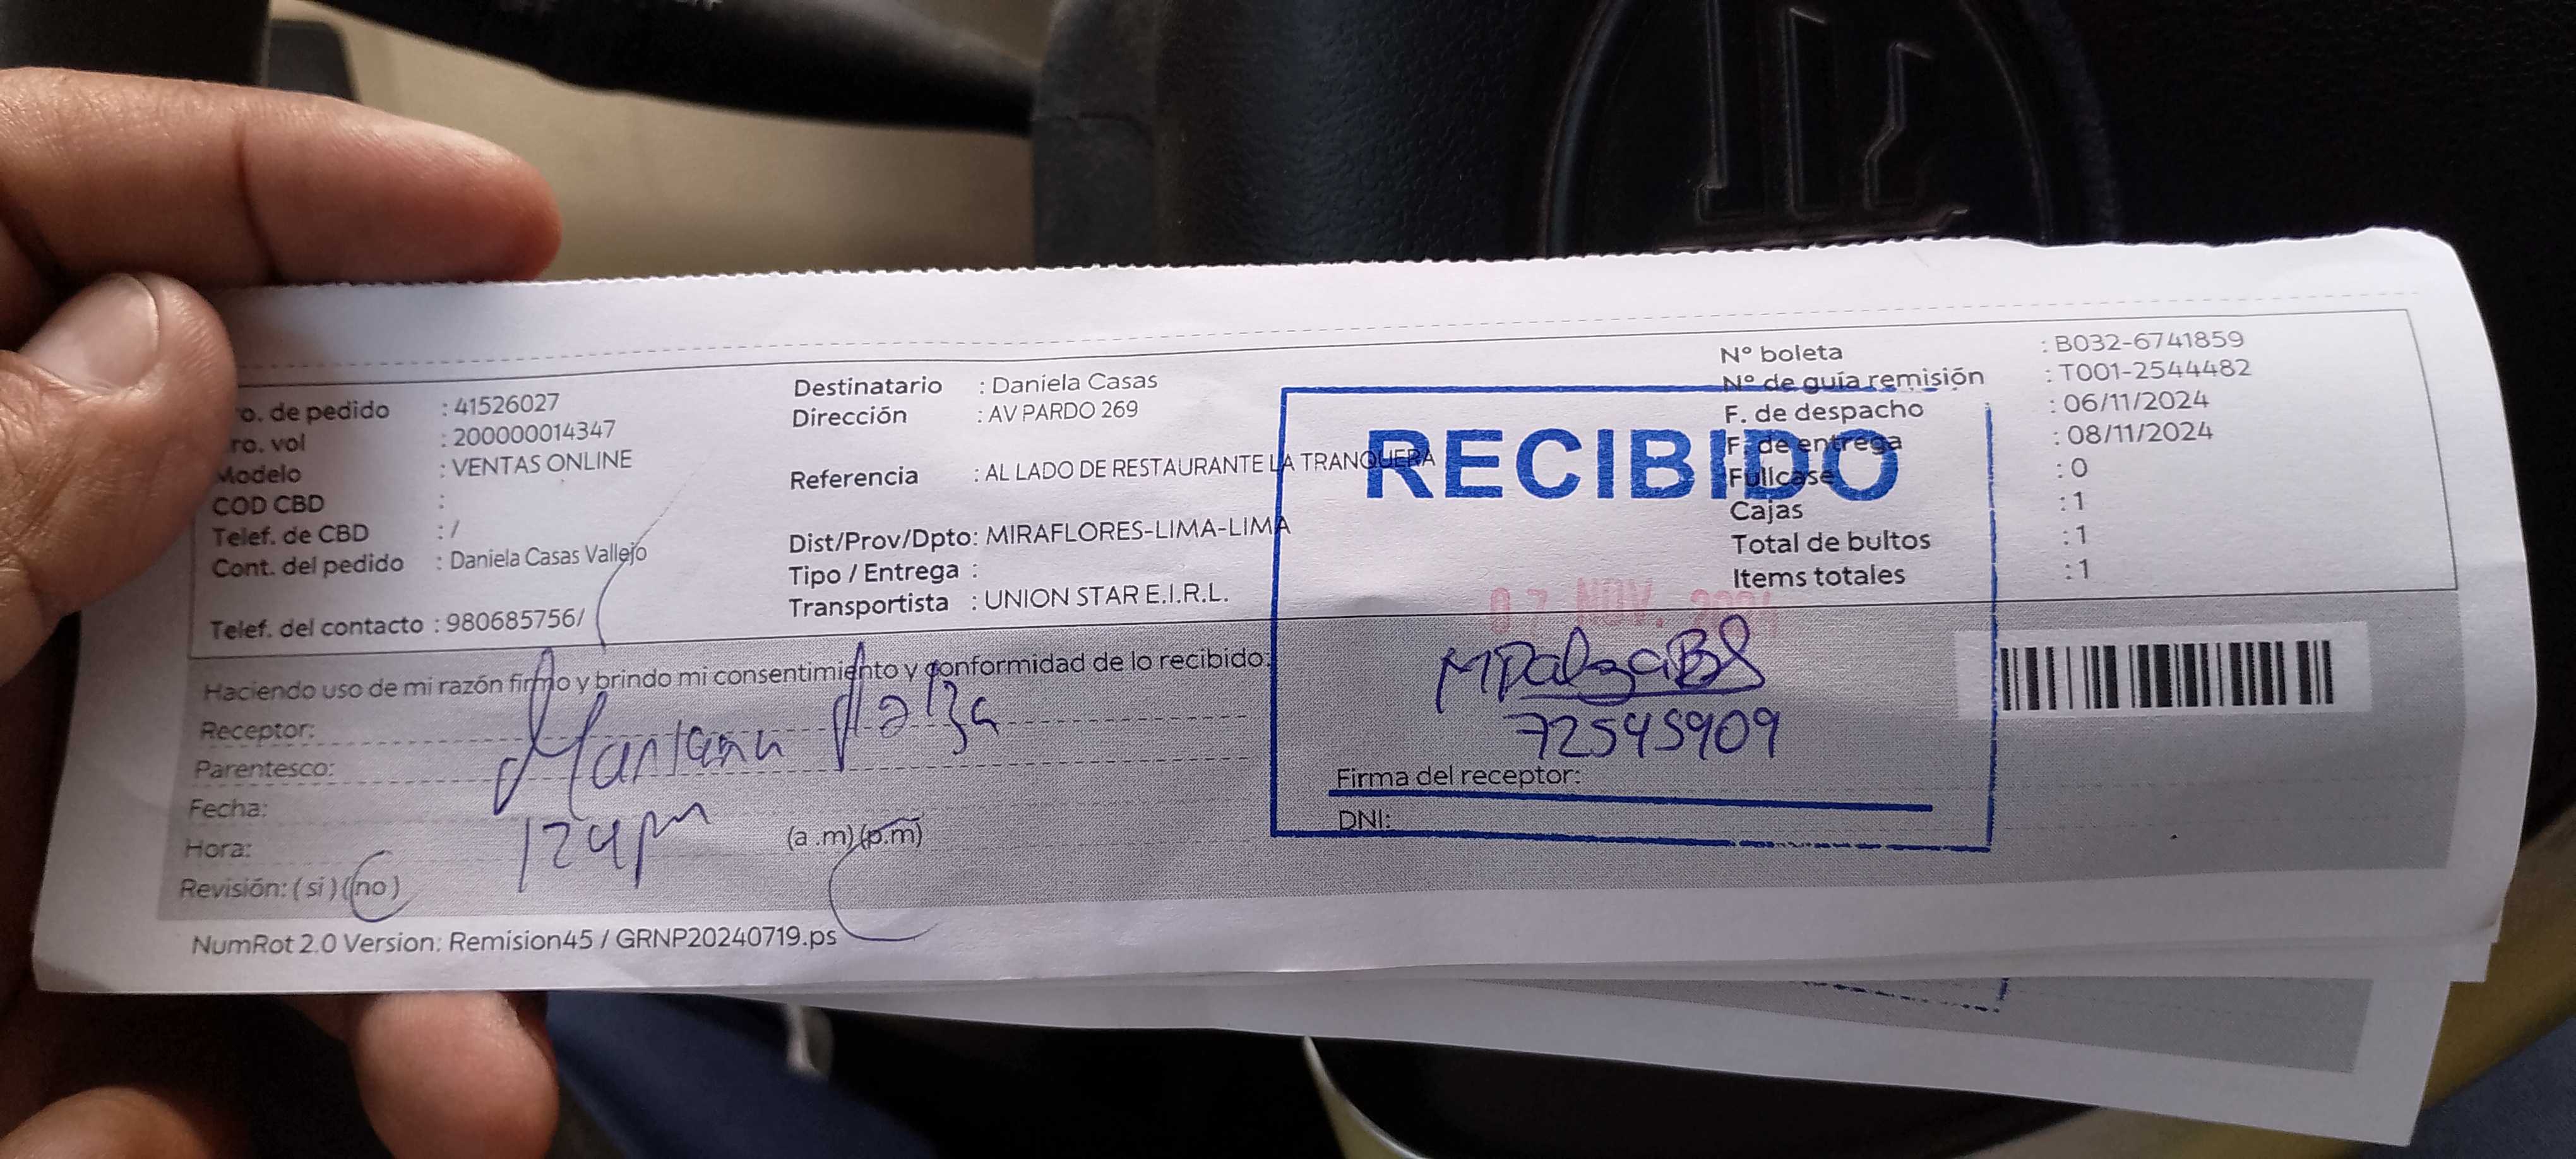 o. de pedido : 41526027
ro. vol : 200000014347
Modelo : VENTAS ONLINE
COD CBD :
Telef. de CBD : /
Cont. del pedido : Daniela Casas Vallejo
Telef. del contacto : 980685756/
Destinatario : Daniela Casas
Dirección : AV PARDO 269
Referencia : AL LADO DE RESTAURANTE LA TRANQUERA
Dist/Prov/Dpto: MIRAFLORES-LIMA-LIMA
Tipo / Entrega :
Transportista : UNION STAR E.I.R.L.
N° boleta : B032-6741859
N° de guía remisión : T001-2544482
F. de despacho : 06/11/2024
F. de entrega : 08/11/2024
Fullcase : 0
Cajas : 1
Total de bultos : 1
Items totales : 1
RECIBIDO
07 NOV. 2024
Haciendo uso de mi razón firmo y brindo mi consentimiento y conformidad de lo recibido:
Receptor:
Parentesco:
Fecha:
Hora: 124pm (a .m) (p.m)
Revisión: ( si ) (no )
72545909
Firma del receptor:
DNI:
NumRot 2.0 Version: Remision45 / GRNP20240719.ps